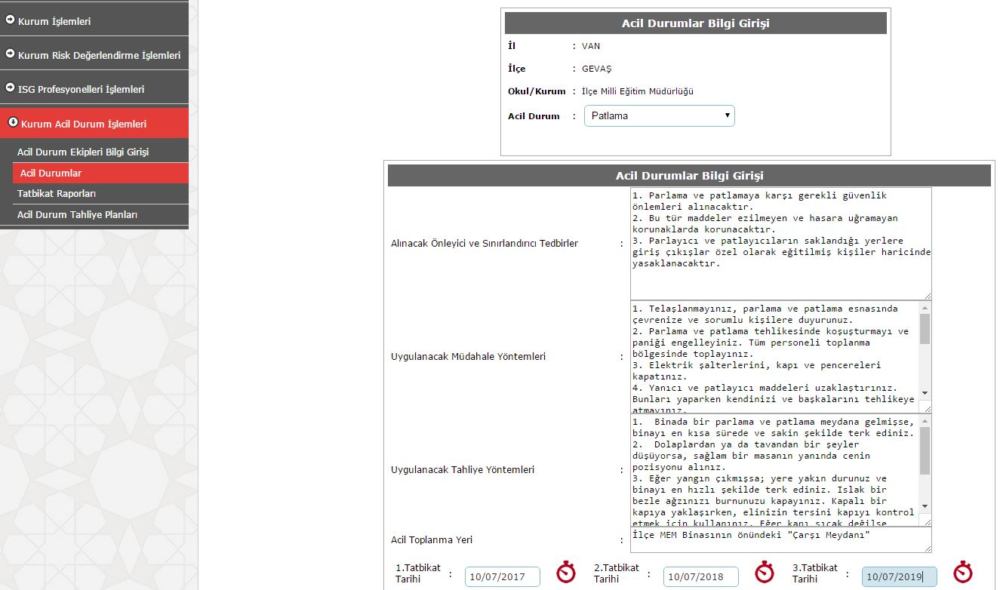 Kurum İşlemleri
Kurum Risk Değerlendirme İşlemleri
ISG Profesyonelleri İşlemleri
Kurum Acil Durum İşlemleri
Acil Durum Ekipleri Bilgi Girişi
Acil Durumlar
Tatbikat Raporları
Acil Durum Tahliye Planları
Acil Durumlar Bilgi Girişi
İl : VAN
İlçe : GEVAŞ
Okul/Kurum : İlçe Milli Eğitim Müdürlüğü
Acil Durum : Patlama
Acil Durumlar Bilgi Girişi
Alınacak Önleyici ve Sınırlandırıcı Tedbirler :
1. Parlama ve patlamaya karşı gerekli güvenlik
önlemleri alınacaktır.
2. Bu tür maddeler ezilmeyen ve hasara uğramayan
korunaklarda korunacaktır.
3. Parlayıcı ve patlayıcıların saklandığı yerlere
giriş çıkışlar özel olarak eğitilmiş kişiler haricinde
yasaklanacaktır.
Uygulanacak Müdahale Yöntemleri :
1. Telaşlanmayınız, parlama ve patlama esnasında
çevrenize ve sorumlu kişilere duyurunuz.
2. Parlama ve patlama tehlikesinde koşuşturmayı ve
paniği engelleyiniz. Tüm personeli toplanma
bölgesinde toplayınız.
3. Elektrik şalterlerini, kapı ve pencereleri
kapatınız.
4. Yanıcı ve patlayıcı maddeleri uzaklaştırınız.
Bunları yaparken kendinizi ve başkalarını tehlikeye
atmayınız.
Uygulanacak Tahliye Yöntemleri :
1. Binada bir parlama ve patlama meydana gelmişse,
binayı en kısa sürede ve sakin şekilde terk ediniz.
2. Dolaplardan ya da tavandan bir şeyler
düşüyorsa, sağlam bir masanın yanında cenin
pozisyonu alınız.
3. Eğer yangın çıkmışsa; yere yakın durunuz ve
binayı en hızlı şekilde terk ediniz. Islak bir
bezle ağzınızı burnunuzu kapayınız. Kapalı bir
kapıya yaklaşırken, elinizin tersini kapıyı kontrol
etmek için kullanınız. Eğer kapı sıcak değilse
Acil Toplanma Yeri :
İlçe MEM Binasının önündeki "Çarşı Meydanı"
1.Tatbikat Tarihi : 10/07/2017
2.Tatbikat Tarihi : 10/07/2018
3.Tatbikat Tarihi : 10/07/2019